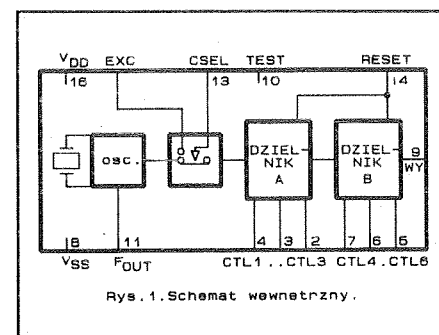 VDD EXC CSEL TEST RESET
16 13 10 14
OSC. DZIEL- NIK A DZIEL- NIK B 9 WY
8 11 4 3 2 7 6 5
VSS FOUT CTL1..CTL3 CTL4.CTL6
Rys.1.Schemat wewnetrzny.